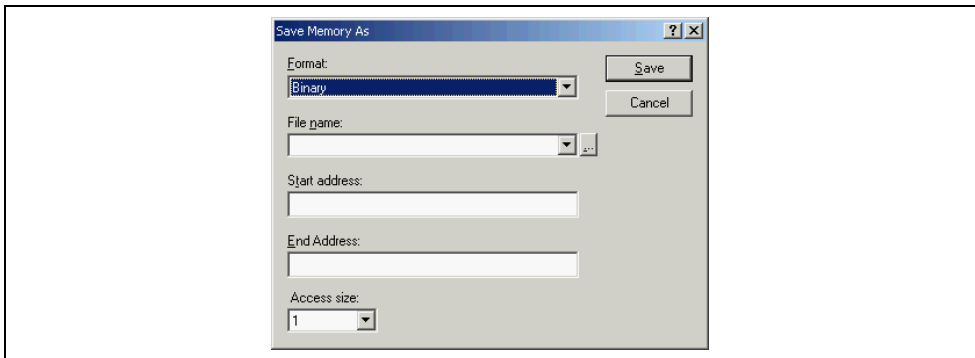 Save Memory As
Format:
Save
Binary
Cancel
File name:
...
Start address:
End Address:
Access size:
1